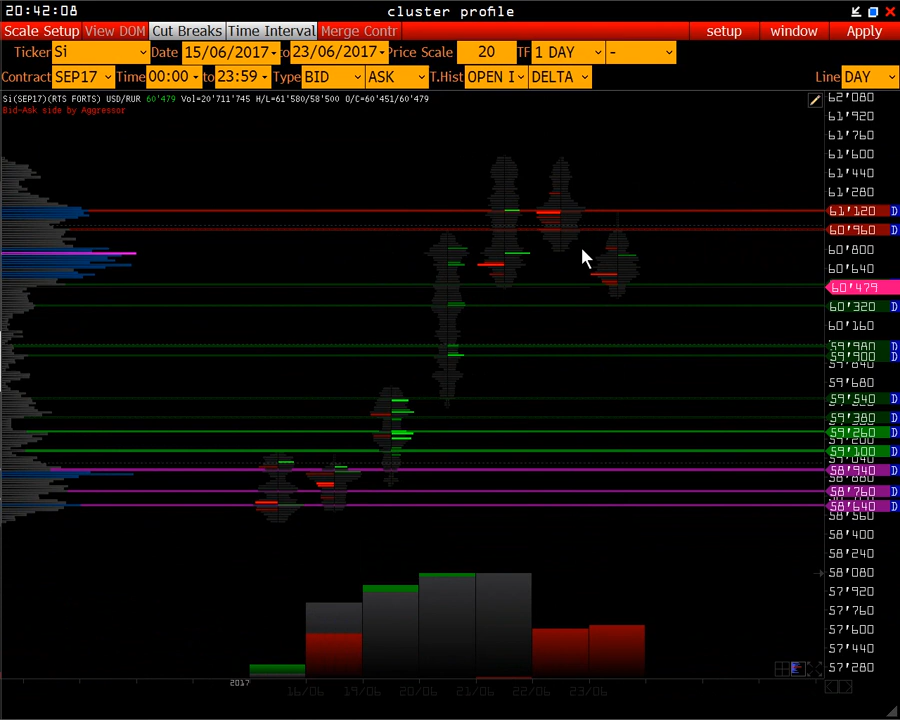 20:42:08 cluster profile
Scale Setup View DOM Cut Breaks Time Interval Merge Contr setup window Apply
Ticker Si Date 15/06/2017 to 23/06/2017 Price Scale 20 TF 1 DAY -
Contract SEP17 Time 00:00 to 23:59 Type BID ASK T.Hist OPEN I DELTA Line DAY
Si(SEP17)(RTS FORTS) USD/RUR 60'479 Vol=20'711'745 H/L=61'580/58'500 O/C=60'451/60'479
Bid-Ask side by Aggressor
62'080
61'920
61'760
61'600
61'440
61'280
61'120 D
60'960 D
60'800
60'640
60'479
60'320 D
60'160
59'980 D
59'900 D
59'840
59'680
59'540 D
59'380 D
59'260 D
59'200
59'100 D
59'040
58'940 D
58'880
58'760 D
58'640 D
58'560
58'400
58'240
58'080
57'920
57'760
57'600
57'440
57'280
2017 16/06 19/06 20/06 21/06 22/06 23/06